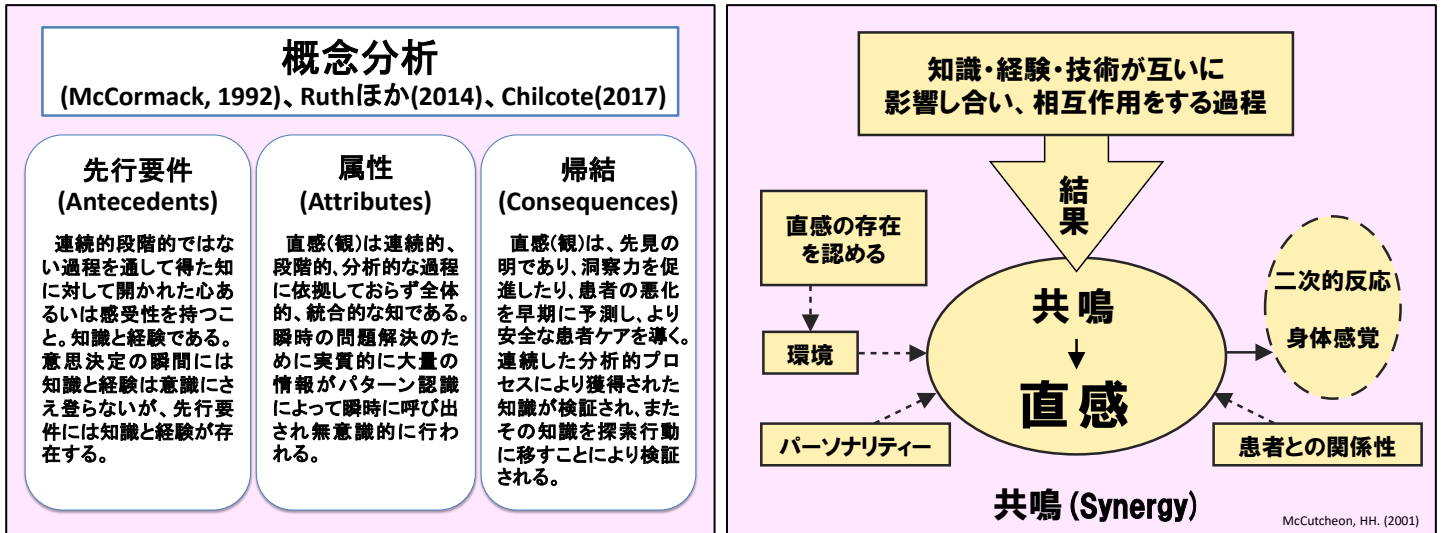 概念分析
(McCormack, 1992)、Ruthほか(2014)、Chilcote(2017)
先行要件
(Antecedents)
連続的段階的ではな
い過程を通して得た知
に対して開かれた心あ
るいは感受性を持つこ
と。知識と経験である。
意思決定の瞬間には
知識と経験は意識にさ
え登らないが、先行要
件には知識と経験が存
在する。
属性
(Attributes)
直感(観)は連続的、
段階的、分析的な過程
に依拠しておらず全体
的、統合的な知である。
瞬時の問題解決のた
めに実質的に大量の
情報がパターン認識
によって瞬時に呼び出
され無意識的に行わ
れる。
帰結
(Consequences)
直感(観)は、先見の
明であり、洞察力を促
進したり、患者の悪化
を早期に予測し、より
安全な患者ケアを導く。
連続した分析的プロ
セスにより獲得された
知識が検証され、また
その知識を探索行動
に移すことにより検証
される。
知識・経験・技術が互いに
影響し合い、相互作用をする過程
結果
直感の存在
を認める
環境
パーソナリティー
共鳴
直感
二次的反応
身体感覚
患者との関係性
共鳴(Synergy)
McCutcheon, HH. (2001)